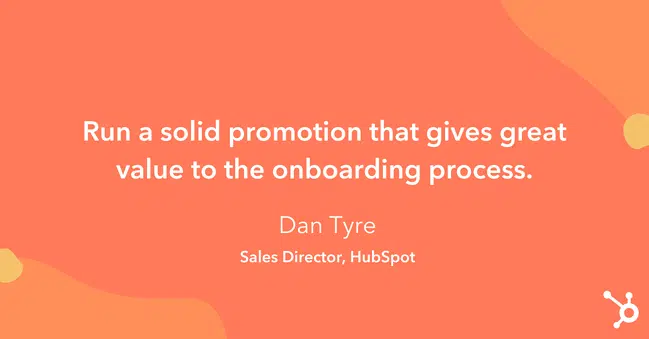 Run a solid promotion that gives great
value to the onboarding process.
Dan Tyre
Sales Director, HubSpot